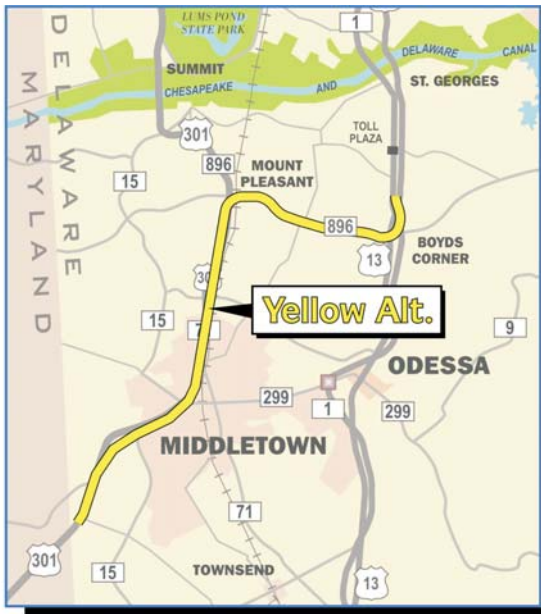 LUMS POND
STATE PARK
1
DELAWARE
MARYLAND
SUMMIT
DELAWARE CANAL
CHESAPEAKE AND
ST. GEORGES
301
TOLL
PLAZA
896
15
MOUNT
PLEASANT
896
13
BOYDS
CORNER
Yellow Alt.
15
9
ODESSA
299
1
299
MIDDLETOWN
71
301
15
TOWNSEND
13